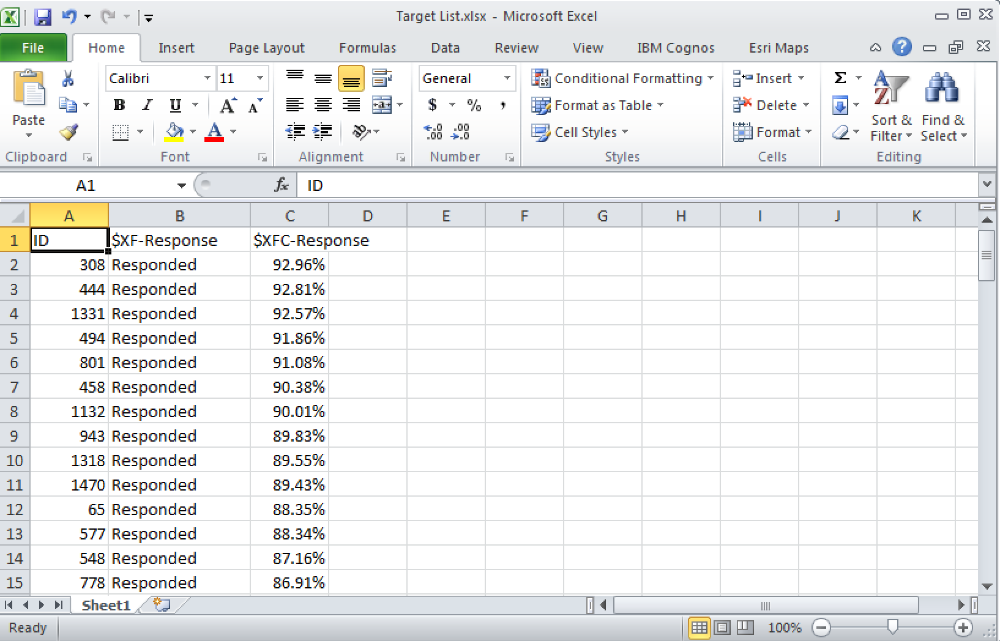 Target List.xlsx - Microsoft Excel
File Home Insert Page Layout Formulas Data Review View IBM Cognos Esri Maps
Paste
Clipboard
Calibri 11
B I U A A
A
Font
Alignment
General
$ % ,
.0 .00
.00 .0
Number
Conditional Formatting
Format as Table
Cell Styles
Styles
Insert
Delete
Format
Cells
Σ
Sort & Filter
Find & Select
Editing
A1 fx ID
A B C D E F G H I J K
1 ID $XF-Response $XFC-Response
2 308 Responded 92.96%
3 444 Responded 92.81%
4 1331 Responded 92.57%
5 494 Responded 91.86%
6 801 Responded 91.08%
7 458 Responded 90.38%
8 1132 Responded 90.01%
9 943 Responded 89.83%
10 1318 Responded 89.55%
11 1470 Responded 89.43%
12 65 Responded 88.35%
13 577 Responded 88.34%
14 548 Responded 87.16%
15 778 Responded 86.91%
Sheet1
Ready 100%